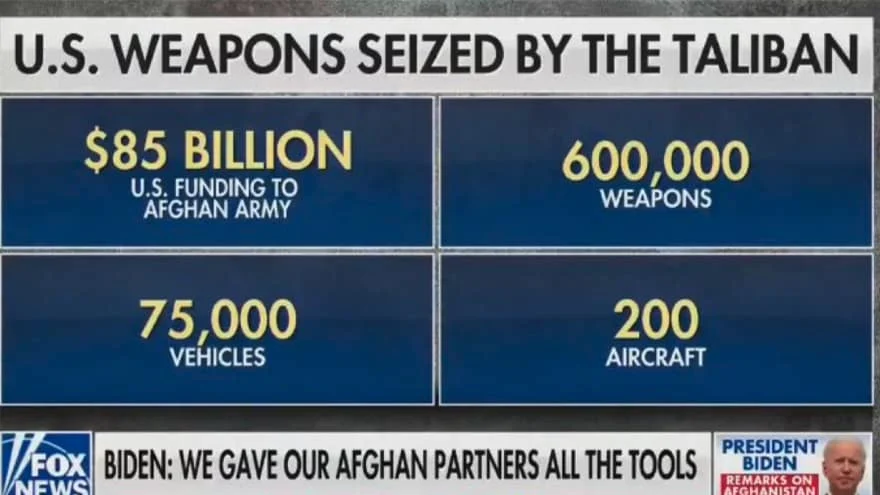 U.S. WEAPONS SEIZED BY THE TALIBAN
$85 BILLION
U.S. FUNDING TO
AFGHAN ARMY
600,000
WEAPONS
75,000
VEHICLES
200
AIRCRAFT
FOX
NEWS
BIDEN: WE GAVE OUR AFGHAN PARTNERS ALL THE TOOLS
PRESIDENT
BIDEN
REMARKS ON
AFGHANISTAN